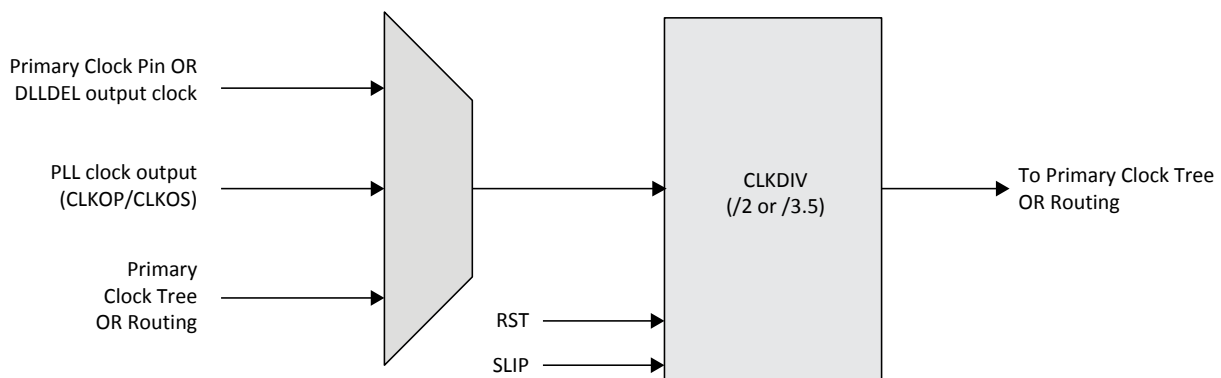 Primary Clock Pin OR
DLLDEL output clock
PLL clock output
(CLKOP/CLKOS)
Primary
Clock Tree
OR Routing
RST
SLIP
CLKDIV
(/2 or /3.5)
To Primary Clock Tree
OR Routing